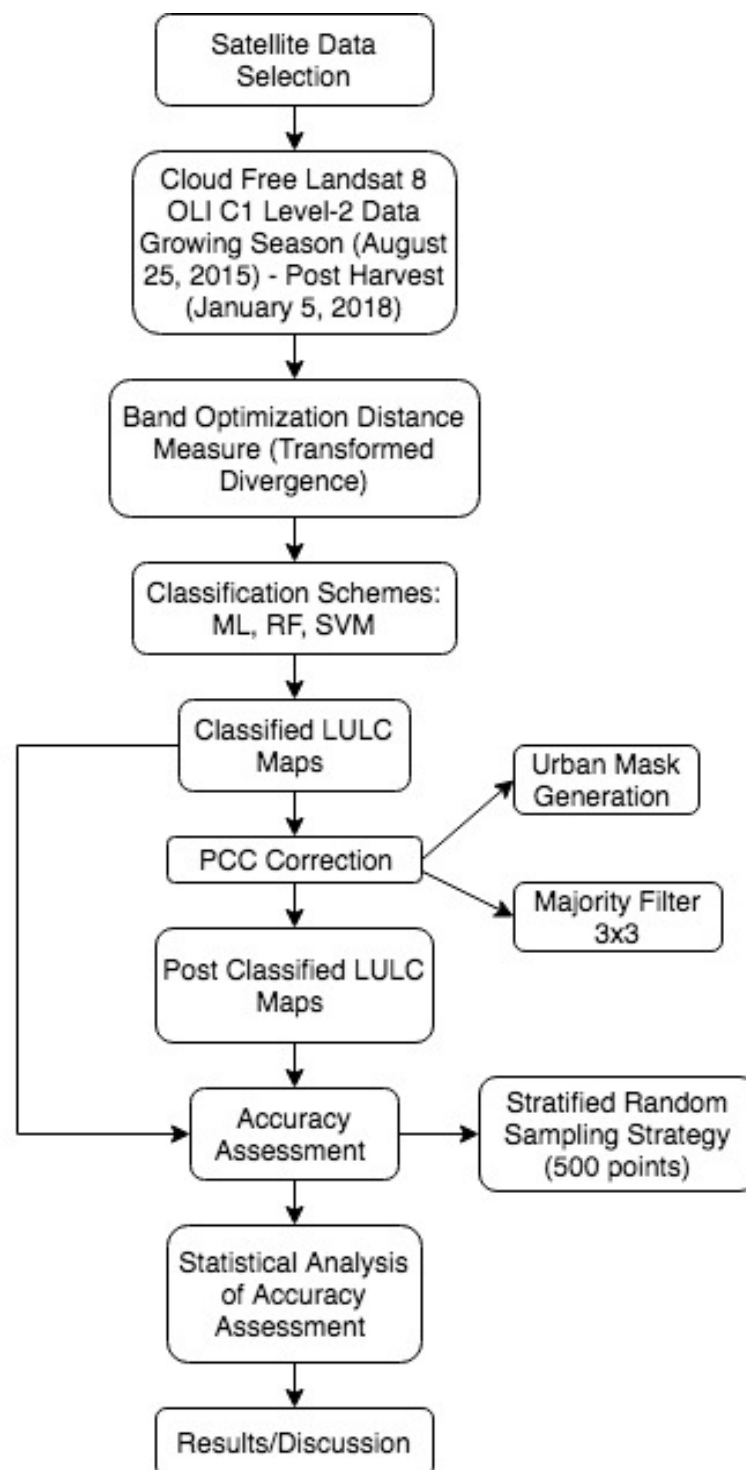 Satellite Data
Selection
Cloud Free Landsat 8
OLI C1 Level-2 Data
Growing Season (August
25, 2015) - Post Harvest
(January 5, 2018)
Band Optimization Distance
Measure (Transformed
Divergence)
Classification Schemes:
ML, RF, SVM
Classified LULC
Maps
Urban Mask
Generation
PCC Correction
Majority Filter
3x3
Post Classified LULC
Maps
Accuracy
Assessment
Stratified Random
Sampling Strategy
(500 points)
Statistical Analysis
of Accuracy
Assessment
Results/Discussion